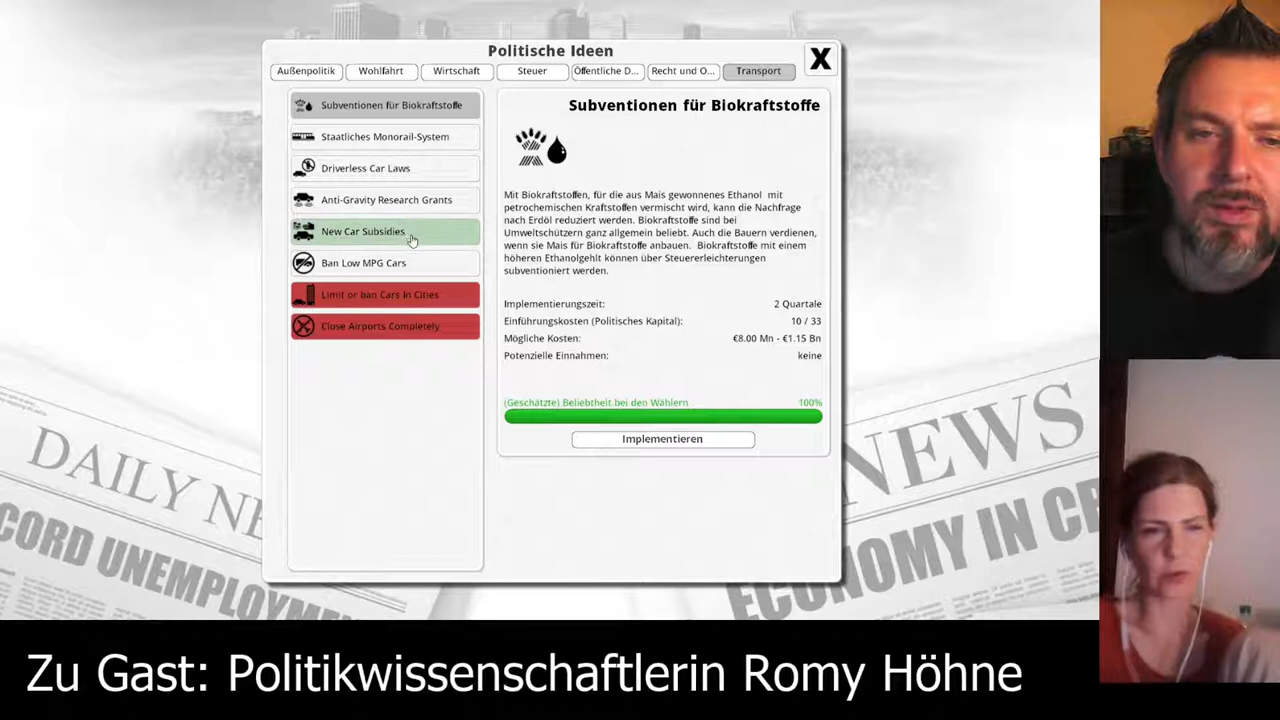 Politische Ideen
X
Außenpolitik
Wohlfahrt
Wirtschaft
Steuer
Öffentliche D...
Recht und O...
Transport
Subventionen für Biokraftstoffe
Staatliches Monorail-System
Driverless Car Laws
Anti-Gravity Research Grants
New Car Subsidies
Ban Low MPG Cars
Limit or ban Cars In Cities
Close Airports Completely
Subventionen für Biokraftstoffe
Mit Biokraftstoffen, für die aus Mais gewonnenes Ethanol mit
petrochemischen Kraftstoffen vermischt wird, kann die Nachfrage
nach Erdöl reduziert werden. Biokraftstoffe sind bei
Umweltschützern ganz allgemein beliebt. Auch die Bauern verdienen,
wenn sie Mais für Biokraftstoffe anbauen. Biokraftstoffe mit einem
höheren Ethanolgehlt können über Steuererleichterungen
subventioniert werden.
Implementierungszeit: 2 Quartale
Einführungskosten (Politisches Kapital): 10 / 33
Mögliche Kosten: €8.00 Mn - €1.15 Bn
Potenzielle Einnahmen: keine
(Geschätzte) Beliebtheit bei den Wählern 100%
Implementieren
DAILY NE
CORD UNEMPLOYM
NEWS
ECONOMY IN CR
Zu Gast: Politikwissenschaftlerin Romy Höhne